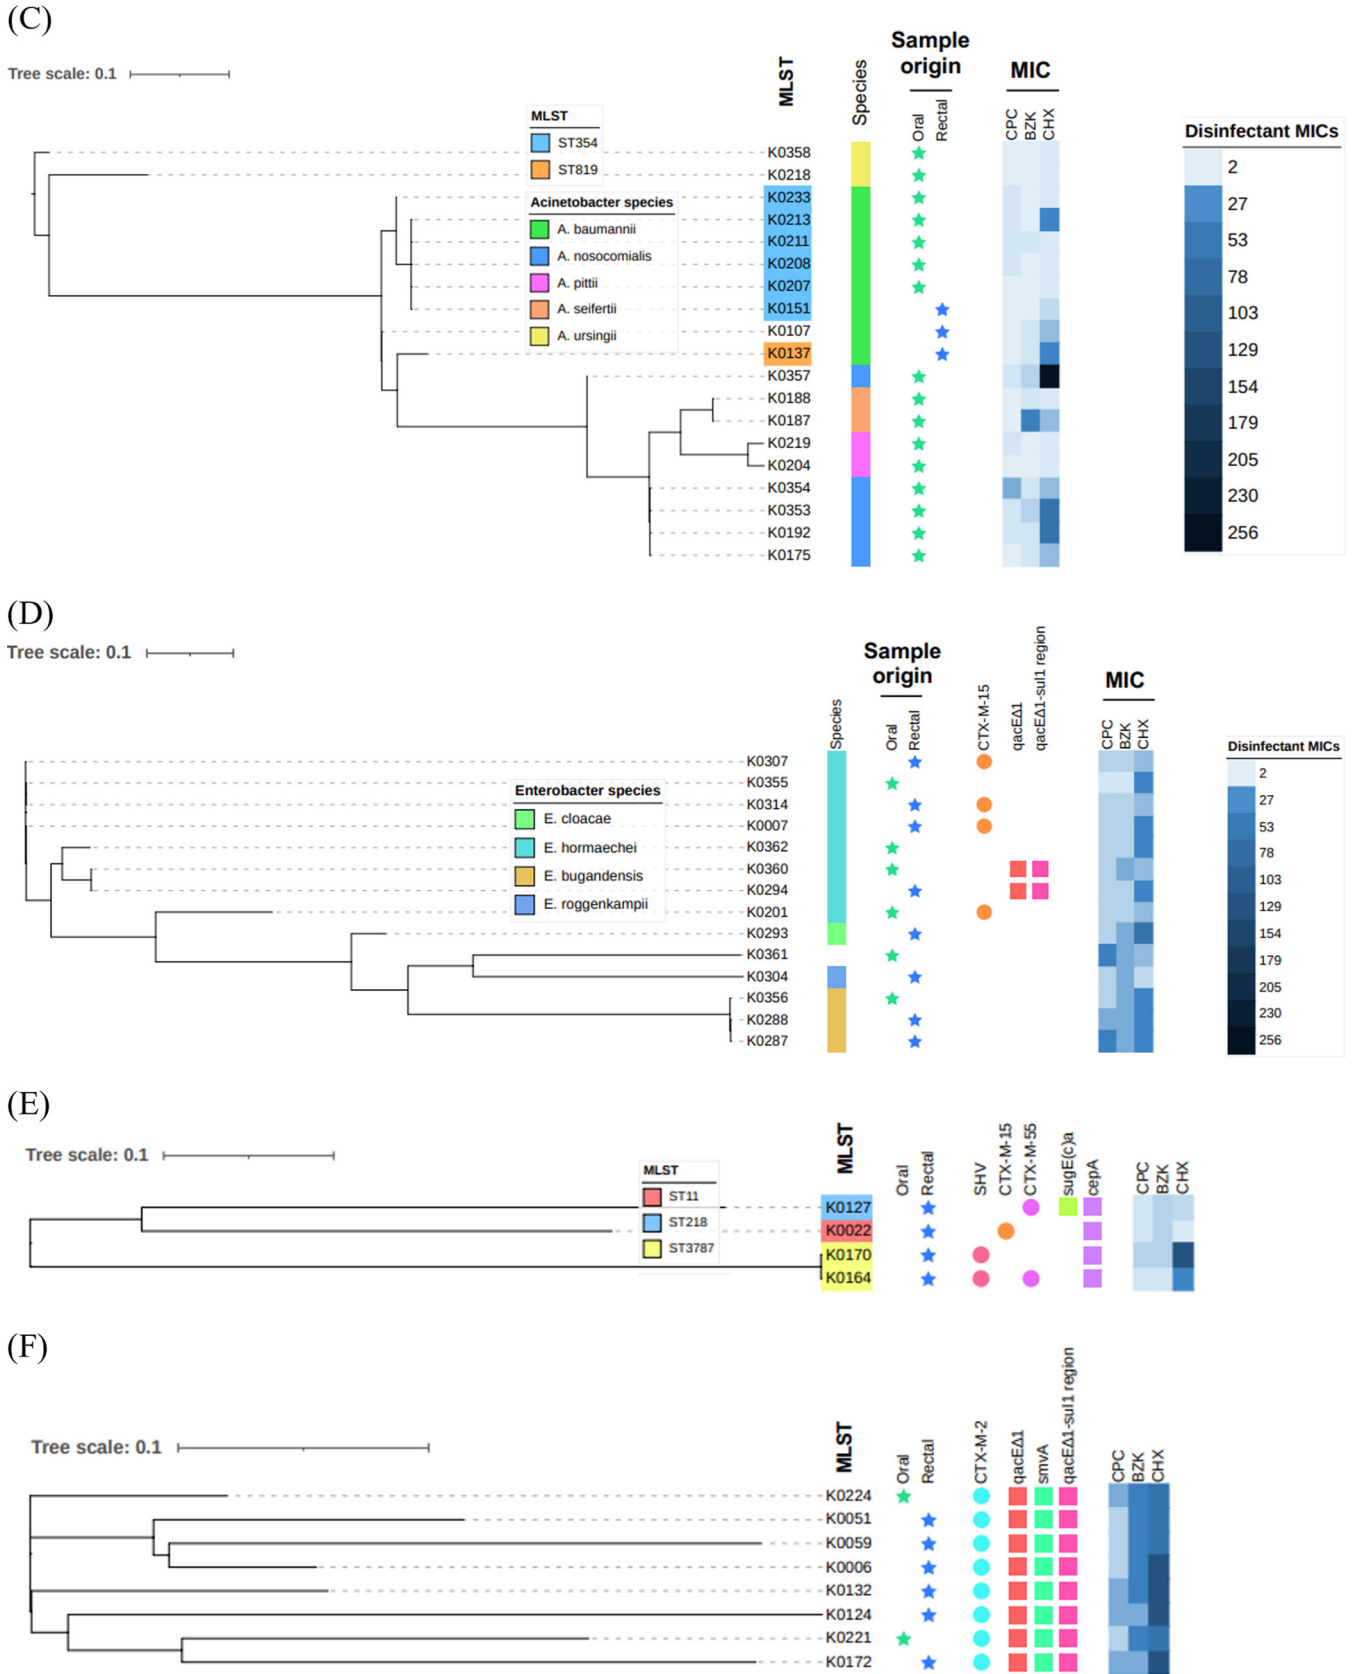 (C)
Tree scale: 0.1
MLST
Species
Sample
origin
Oral
Rectal
MIC
CPC
BZK
CHX
MLST
ST354
ST819
Acinetobacter species
A. baumannii
A. nosocomialis
A. pittii
A. seifertii
A. ursingii
K0358
K0218
K0233
K0213
K0211
K0208
K0207
K0151
K0107
K0137
K0357
K0188
K0187
K0219
K0204
K0354
K0353
K0192
K0175
Disinfectant MICs
2
27
53
78
103
129
154
179
205
230
256
(D)
Tree scale: 0.1
Species
Sample
origin
Oral
Rectal
CTX-M-15
qacEΔ1
qacEΔ1-sul1 region
MIC
CPC
BZK
CHX
Enterobacter species
E. cloacae
E. hormaechei
E. bugandensis
E. roggenkampii
K0307
K0355
K0314
K0007
K0362
K0360
K0294
K0201
K0293
K0361
K0304
K0356
K0288
K0287
Disinfectant MICs
2
27
53
78
103
129
154
179
205
230
256
(E)
Tree scale: 0.1
MLST
ST11
ST218
ST3787
MLST
Oral
Rectal
SHV
CTX-M-15
CTX-M-55
sugE(c)a
cepA
CPC
BZK
CHX
K0127
K0022
K0170
K0164
(F)
Tree scale: 0.1
MLST
Oral
Rectal
CTX-M-2
qacEΔ1
smvA
qacEΔ1-sul1 region
CPC
BZK
CHX
K0224
K0051
K0059
K0006
K0132
K0124
K0221
K0172